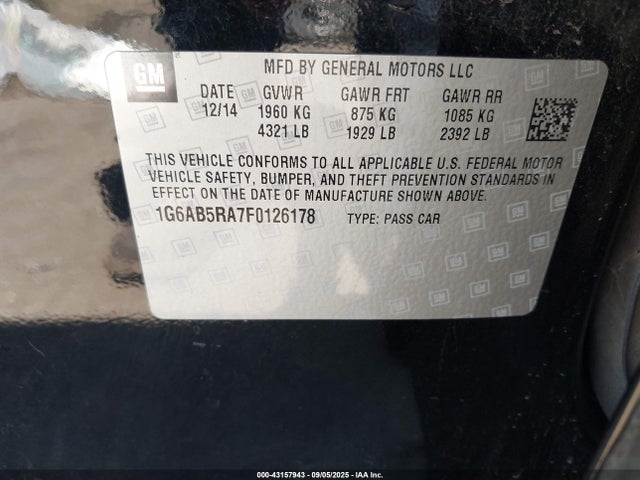 GM
MFD BY GENERAL MOTORS LLC
DATE GVWR GAWR FRT GAWR RR
12/14 1960 KG 875 KG 1085 KG
4321 LB 1929 LB 2392 LB
THIS VEHICLE CONFORMS TO ALL APPLICABLE U.S. FEDERAL MOTOR
VEHICLE SAFETY, BUMPER, AND THEFT PREVENTION STANDARDS IN
EFFECT ON THE DATE OF MANUFACTURE SHOWN ABOVE.
1G6AB5RA7F0126178 TYPE: PASS CAR
000-43157943 - 09/05/2025 - IAA Inc.